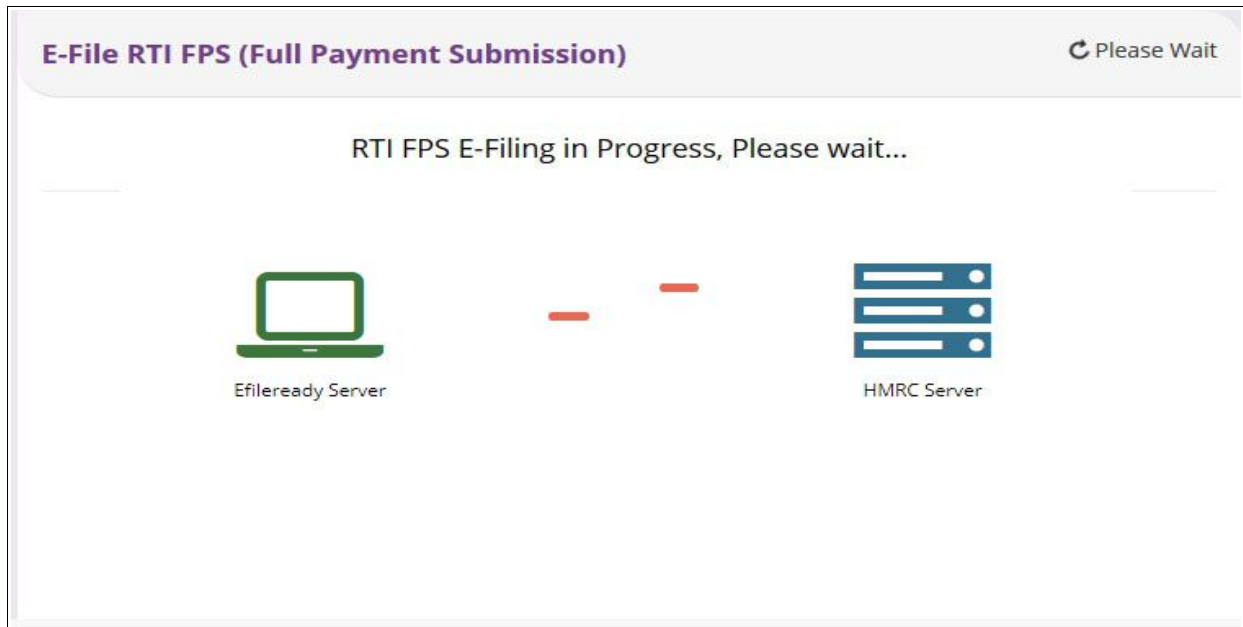 E-File RTI FPS (Full Payment Submission)
Please Wait
RTI FPS E-Filing in Progress, Please wait...
Efileready Server
HMRC Server